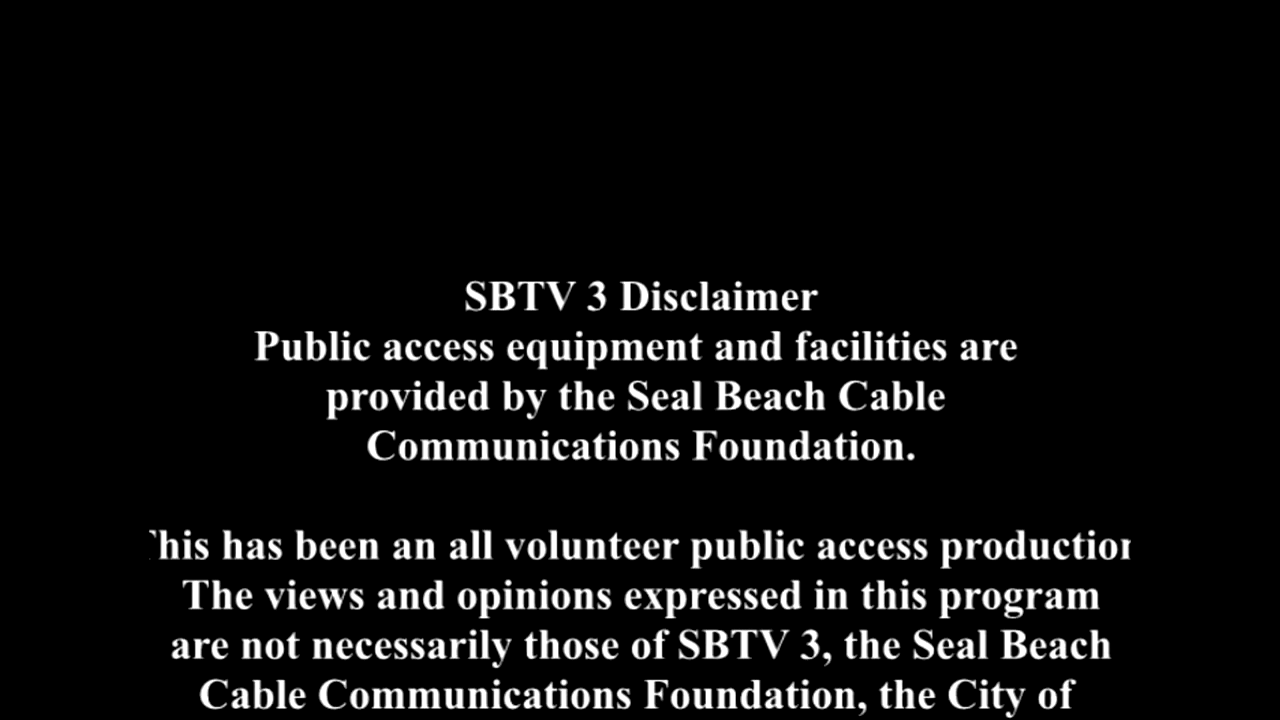 SBTV 3 Disclaimer
Public access equipment and facilities are
provided by the Seal Beach Cable
Communications Foundation.
has been an all volunteer public access
The views and opinions expressed in this program
are not necessarily those of SBTV 3, the Seal Beach
Cable Communications Foundation, the City of